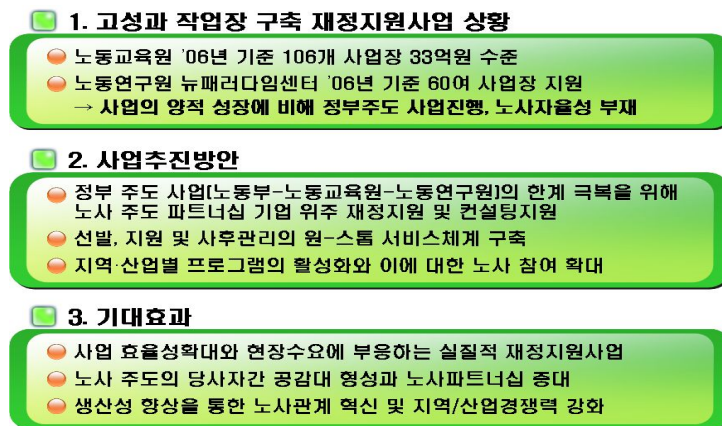 1. 고성과 작업장 구축 재정지원사업 상황
노동교육원 '06년 기준 106개 사업장 33억원 수준
노동연구원 뉴패러다임센터 '06년 기준 60여 사업장 지원
→ 사업의 양적 성장에 비해 정부주도 사업진행, 노사자율성 부재
2. 사업추진방안
정부 주도 사업(노동부-노동교육원-노동연구원)의 한계 극복을 위해
노사 주도 파트너십 기업 위주 재정지원 및 컨설팅지원
선발, 지원 및 사후관리의 원-스톱 서비스체계 구축
지역·산업별 프로그램의 활성화와 이에 대한 노사 참여 확대
3. 기대효과
사업 효율성확대와 현장수요에 부응하는 실질적 재정지원사업
노사 주도의 당사자간 공감대 형성과 노사파트너십 증대
생산성 향상을 통한 노사관계 혁신 및 지역/산업경쟁력 강화